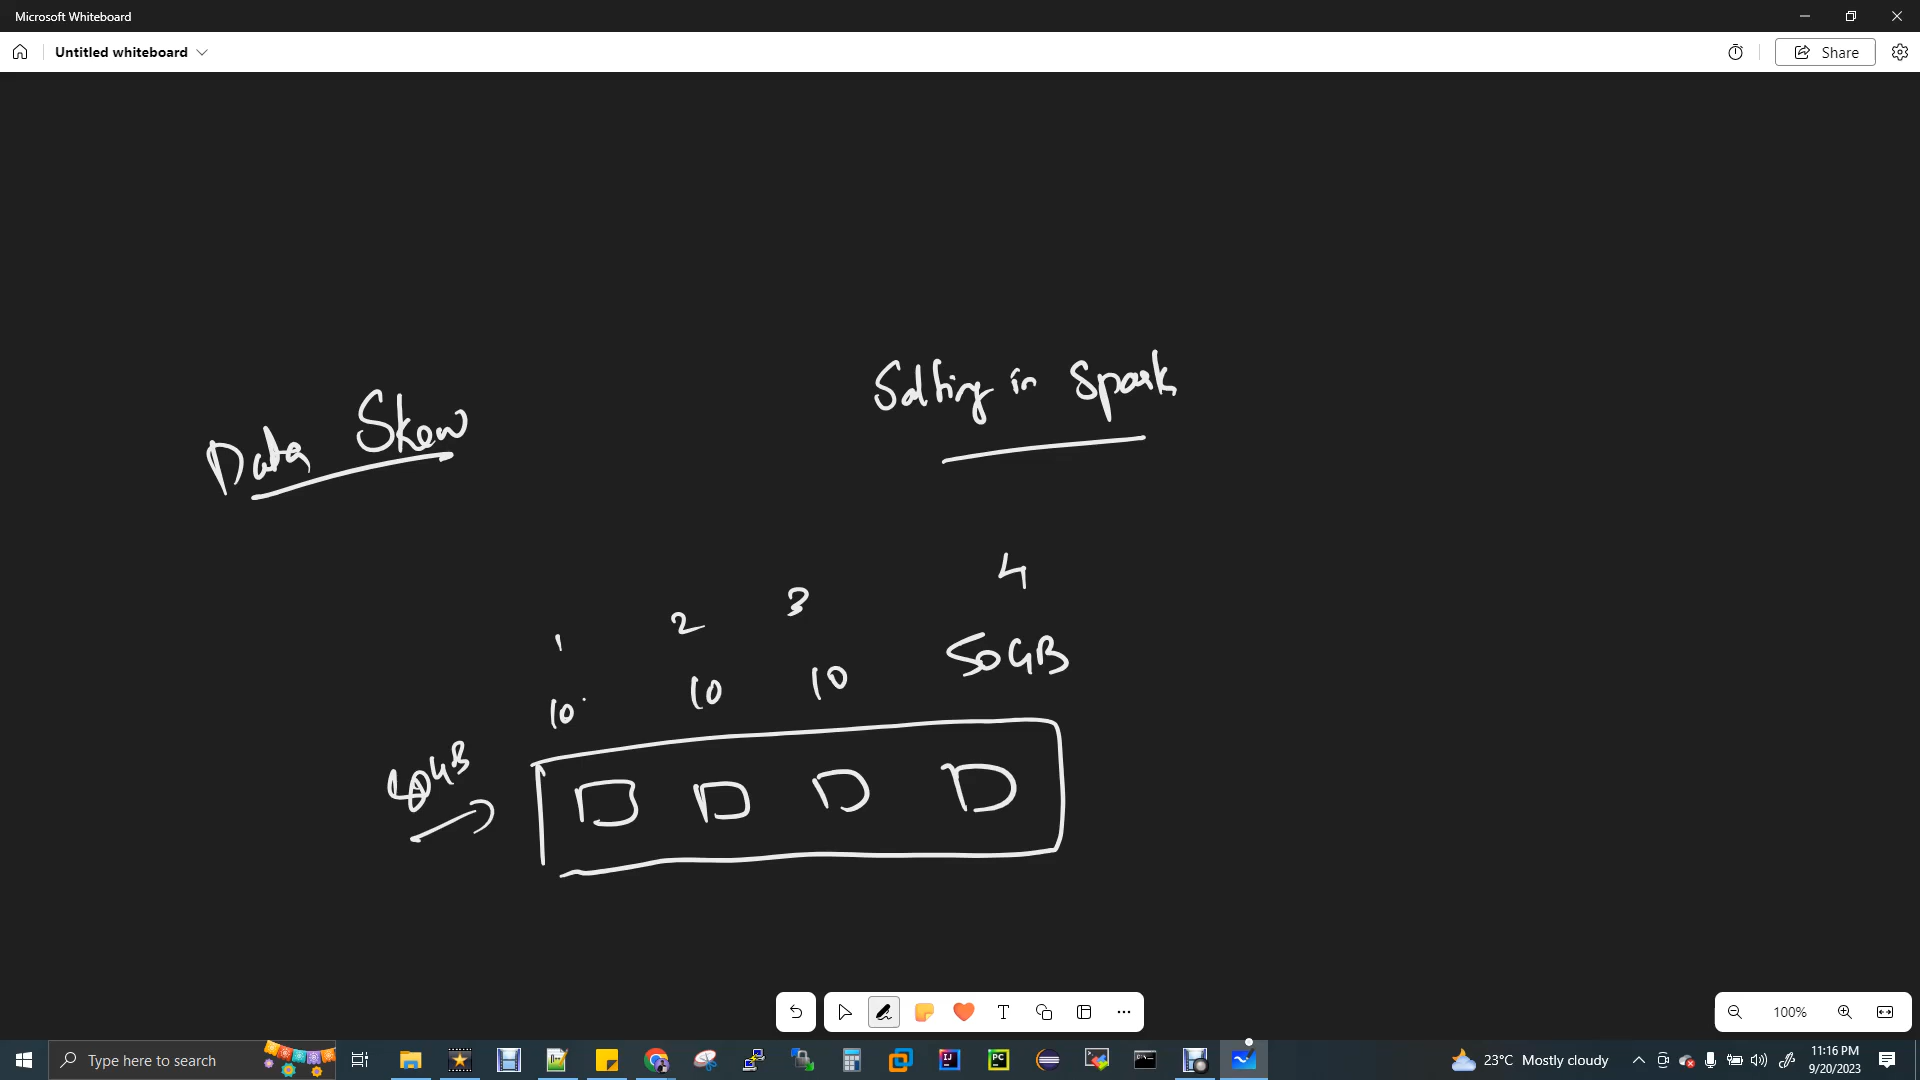 Microsoft Whiteboard
Untitled whiteboard
Share
Salting in Spark
Data Skew
4
3
2
1
50GB
10
10
10
100%
Type here to search
23°C Mostly cloudy
11:16 PM
9/20/2023